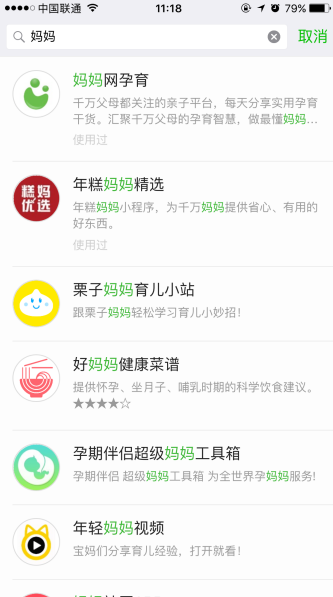 中国联通 11:18 79%
妈妈 取消
妈妈网孕育
千万父母都关注的亲子平台，每天分享实用孕育
干货。汇聚千万父母的孕育智慧，做最懂妈妈...
使用过
糕妈
优选
年糕妈妈精选
年糕妈妈小程序，为千万妈妈提供省心、有用的
好东西。
使用过
栗子妈妈育儿小站
跟栗子妈妈轻松学习育儿小妙招！
好妈妈健康菜谱
提供怀孕、坐月子、哺乳时期的科学饮食建议。
★★★★☆
孕期伴侣超级妈妈工具箱
孕期伴侣 超级妈妈工具箱 为全世界孕妈妈服务!
年轻妈妈视频
宝妈们分享育儿经验，打开就看！